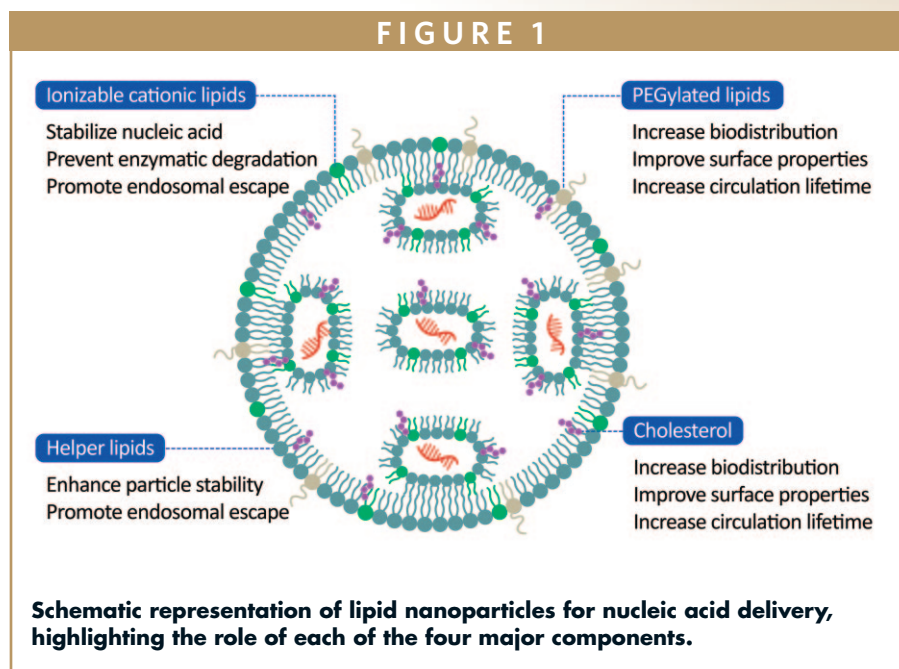 FIGURE 1
Ionizable cationic lipids
Stabilize nucleic acid
Prevent enzymatic degradation
Promote endosomal escape
PEGylated lipids
Increase biodistribution
Improve surface properties
Increase circulation lifetime
Helper lipids
Enhance particle stability
Promote endosomal escape
Cholesterol
Increase biodistribution
Improve surface properties
Increase circulation lifetime
Schematic representation of lipid nanoparticles for nucleic acid delivery,
highlighting the role of each of the four major components.